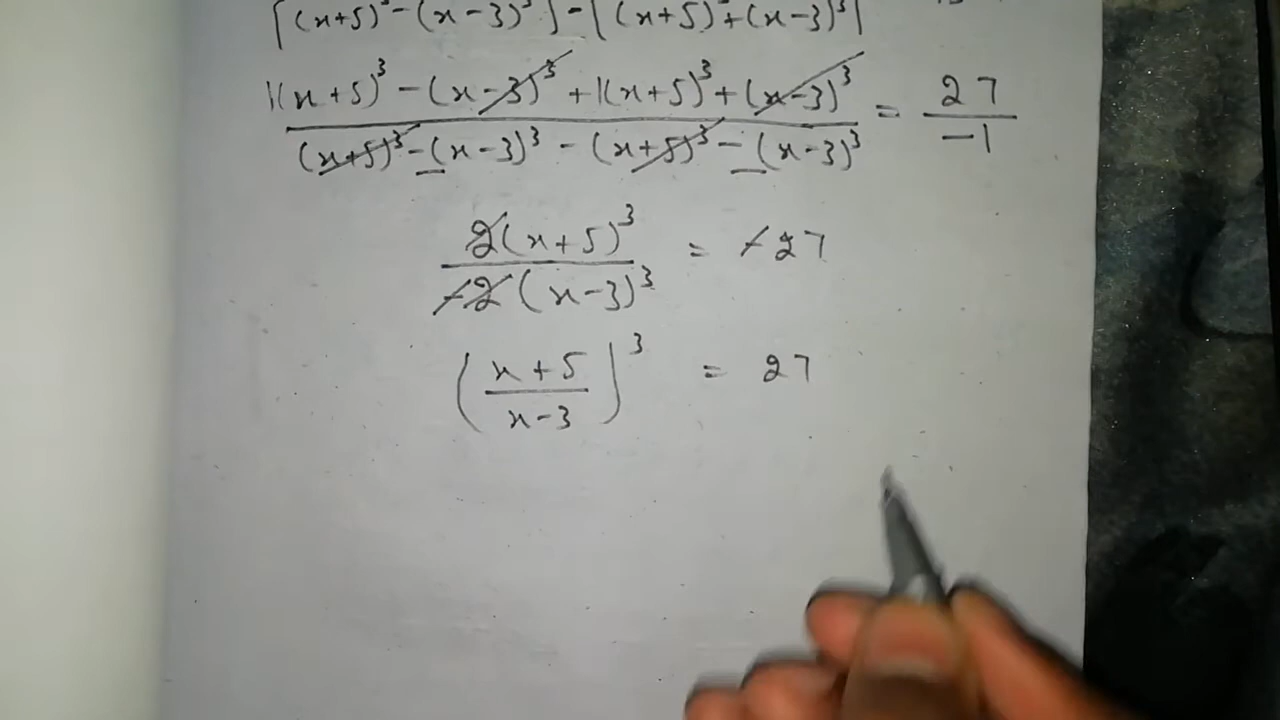 [(x+5)³-(x-3)³]-[(x+5)³+(x-3)³]
1(x+5)³-(x-3)³+1(x+5)³+(x-3)³
(x+5)³-(x-3)³-(x+5)³-(x-3)³
= 27
-1
2(x+5)³
-2(x-3)³
= -27
(x+5
x-3)³
= 27